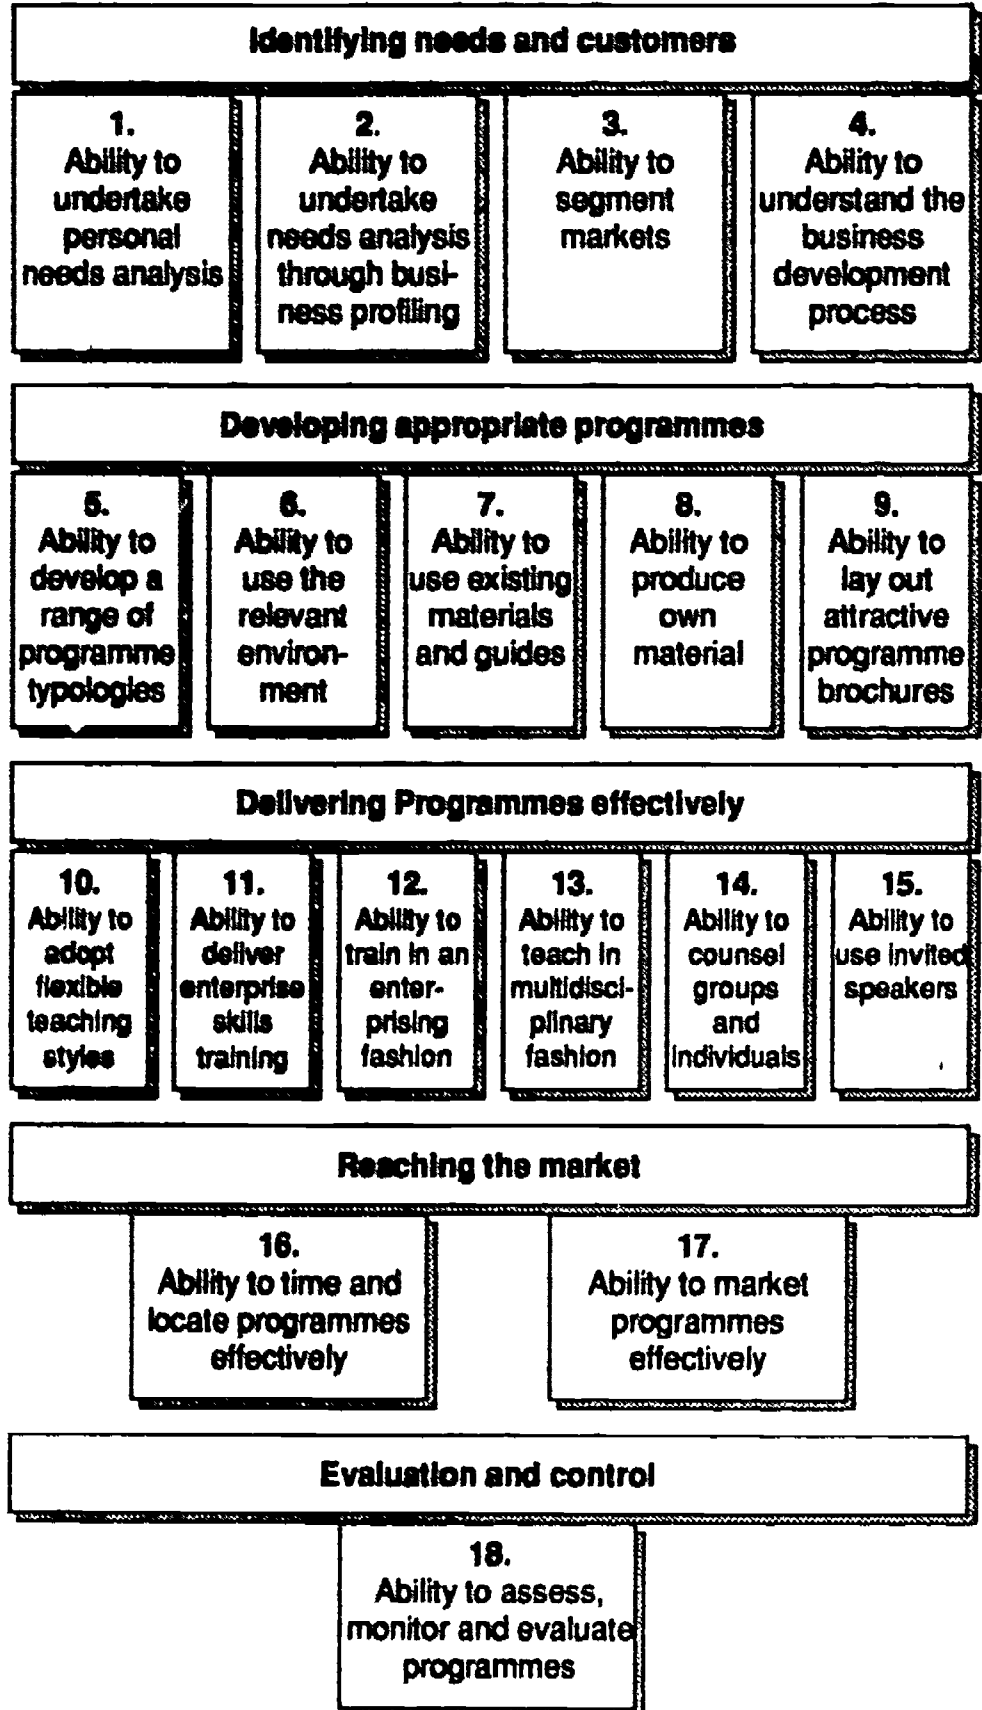 Identifying needs and customers
1.
Ability to
undertake
personal
needs analysis
2.
Ability to
undertake
needs analysis
through busi-
ness profiling
3.
Ability to
segment
markets
4.
Ability to
understand the
business
development
process
Developing appropriate programmes
5.
Ability to
develop a
range of
programme
typologies
6.
Ability to
use the
relevant
environ-
ment
7.
Ability to
use existing
materials
and guides
8.
Ability to
produce
own
material
9.
Ability to
lay out
attractive
programme
brochures
Delivering Programmes effectively
10.
Ability to
adopt
flexible
teaching
styles
11.
Ability to
deliver
enterprise
skills
training
12.
Ability to
train in an
enter-
prising
fashion
13.
Ability to
teach in
multidisci-
plinary
fashion
14.
Ability to
counsel
groups
and
individuals
15.
Ability to
use invited
speakers
Reaching the market
16.
Ability to time and
locate programmes
effectively
17.
Ability to market
programmes
effectively
Evaluation and control
18.
Ability to assess,
monitor and evaluate
programmes